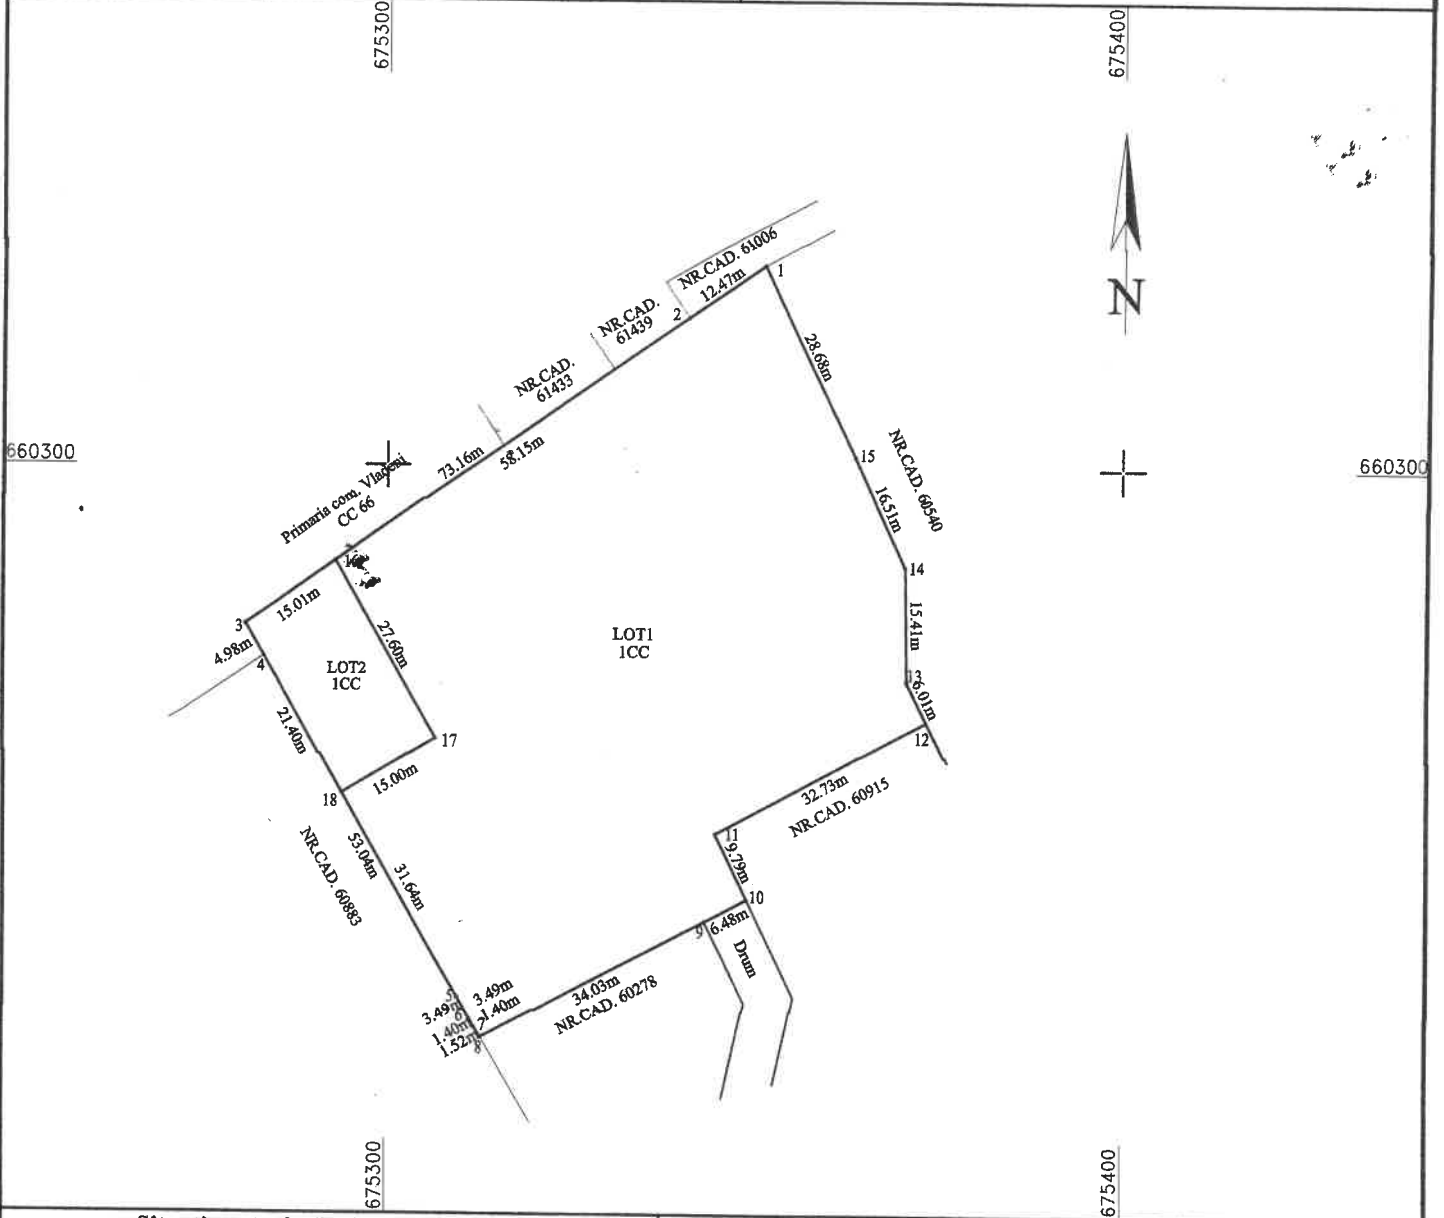 675300
675400
N
NR.CAD. 61006
12.47m
1
2
NR.CAD.
61439
NR.CAD.
61433
28.68m
660300
73.16m
58.15m
15
NR.CAD. 60540
660300
Primaria com. Vladeni
CC 66
16.51m
16
14
15.01m
3
15.41m
4.98m
4
27.60m
LOT1
1CC
LOT2
1CC
13
6.01m
21.40m
17
12
15.00m
18
32.73m
NR.CAD. 60915
11
9.79m
53.04m
31.64m
NR.CAD. 60883
10
6.48m
9
Drum
5
3.49m
3.49m
34.03m
NR.CAD. 60278
6
1.40m
1.40m
7
1.52m
8
675300
675400